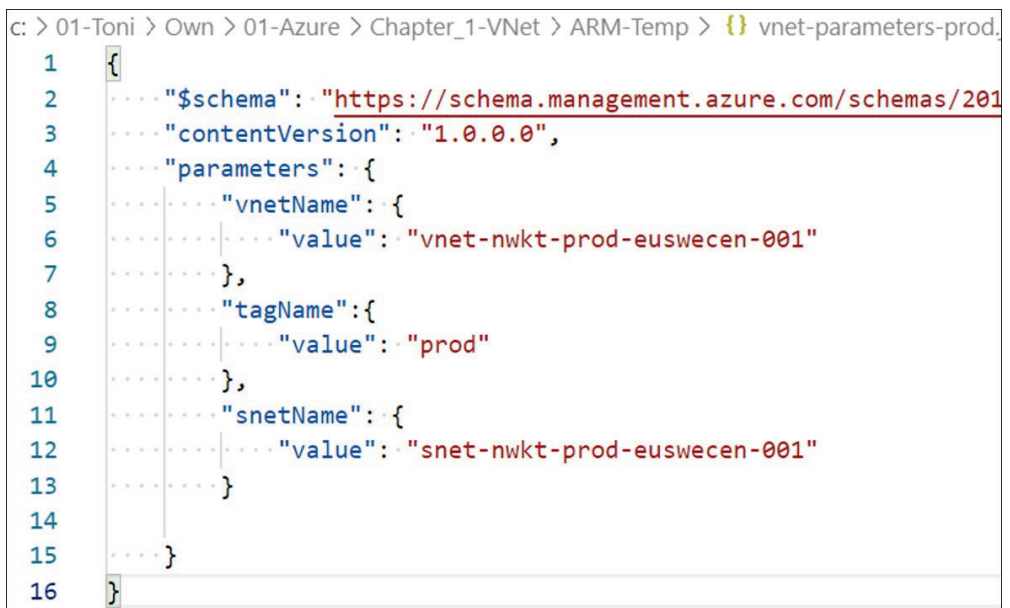 c: > 01-Toni > Own > 01-Azure > Chapter_1-VNet > ARM-Temp > {} vnet-parameters-prod.
1 {
2 "$schema": "https://schema.management.azure.com/schemas/201
3 "contentVersion": "1.0.0.0",
4 "parameters": {
5 "vnetName": {
6 "value": "vnet-nwkt-prod-euswecen-001"
7 },
8 "tagName":{
9 "value": "prod"
10 },
11 "snetName": {
12 "value": "snet-nwkt-prod-euswecen-001"
13 }
14
15 }
16 }